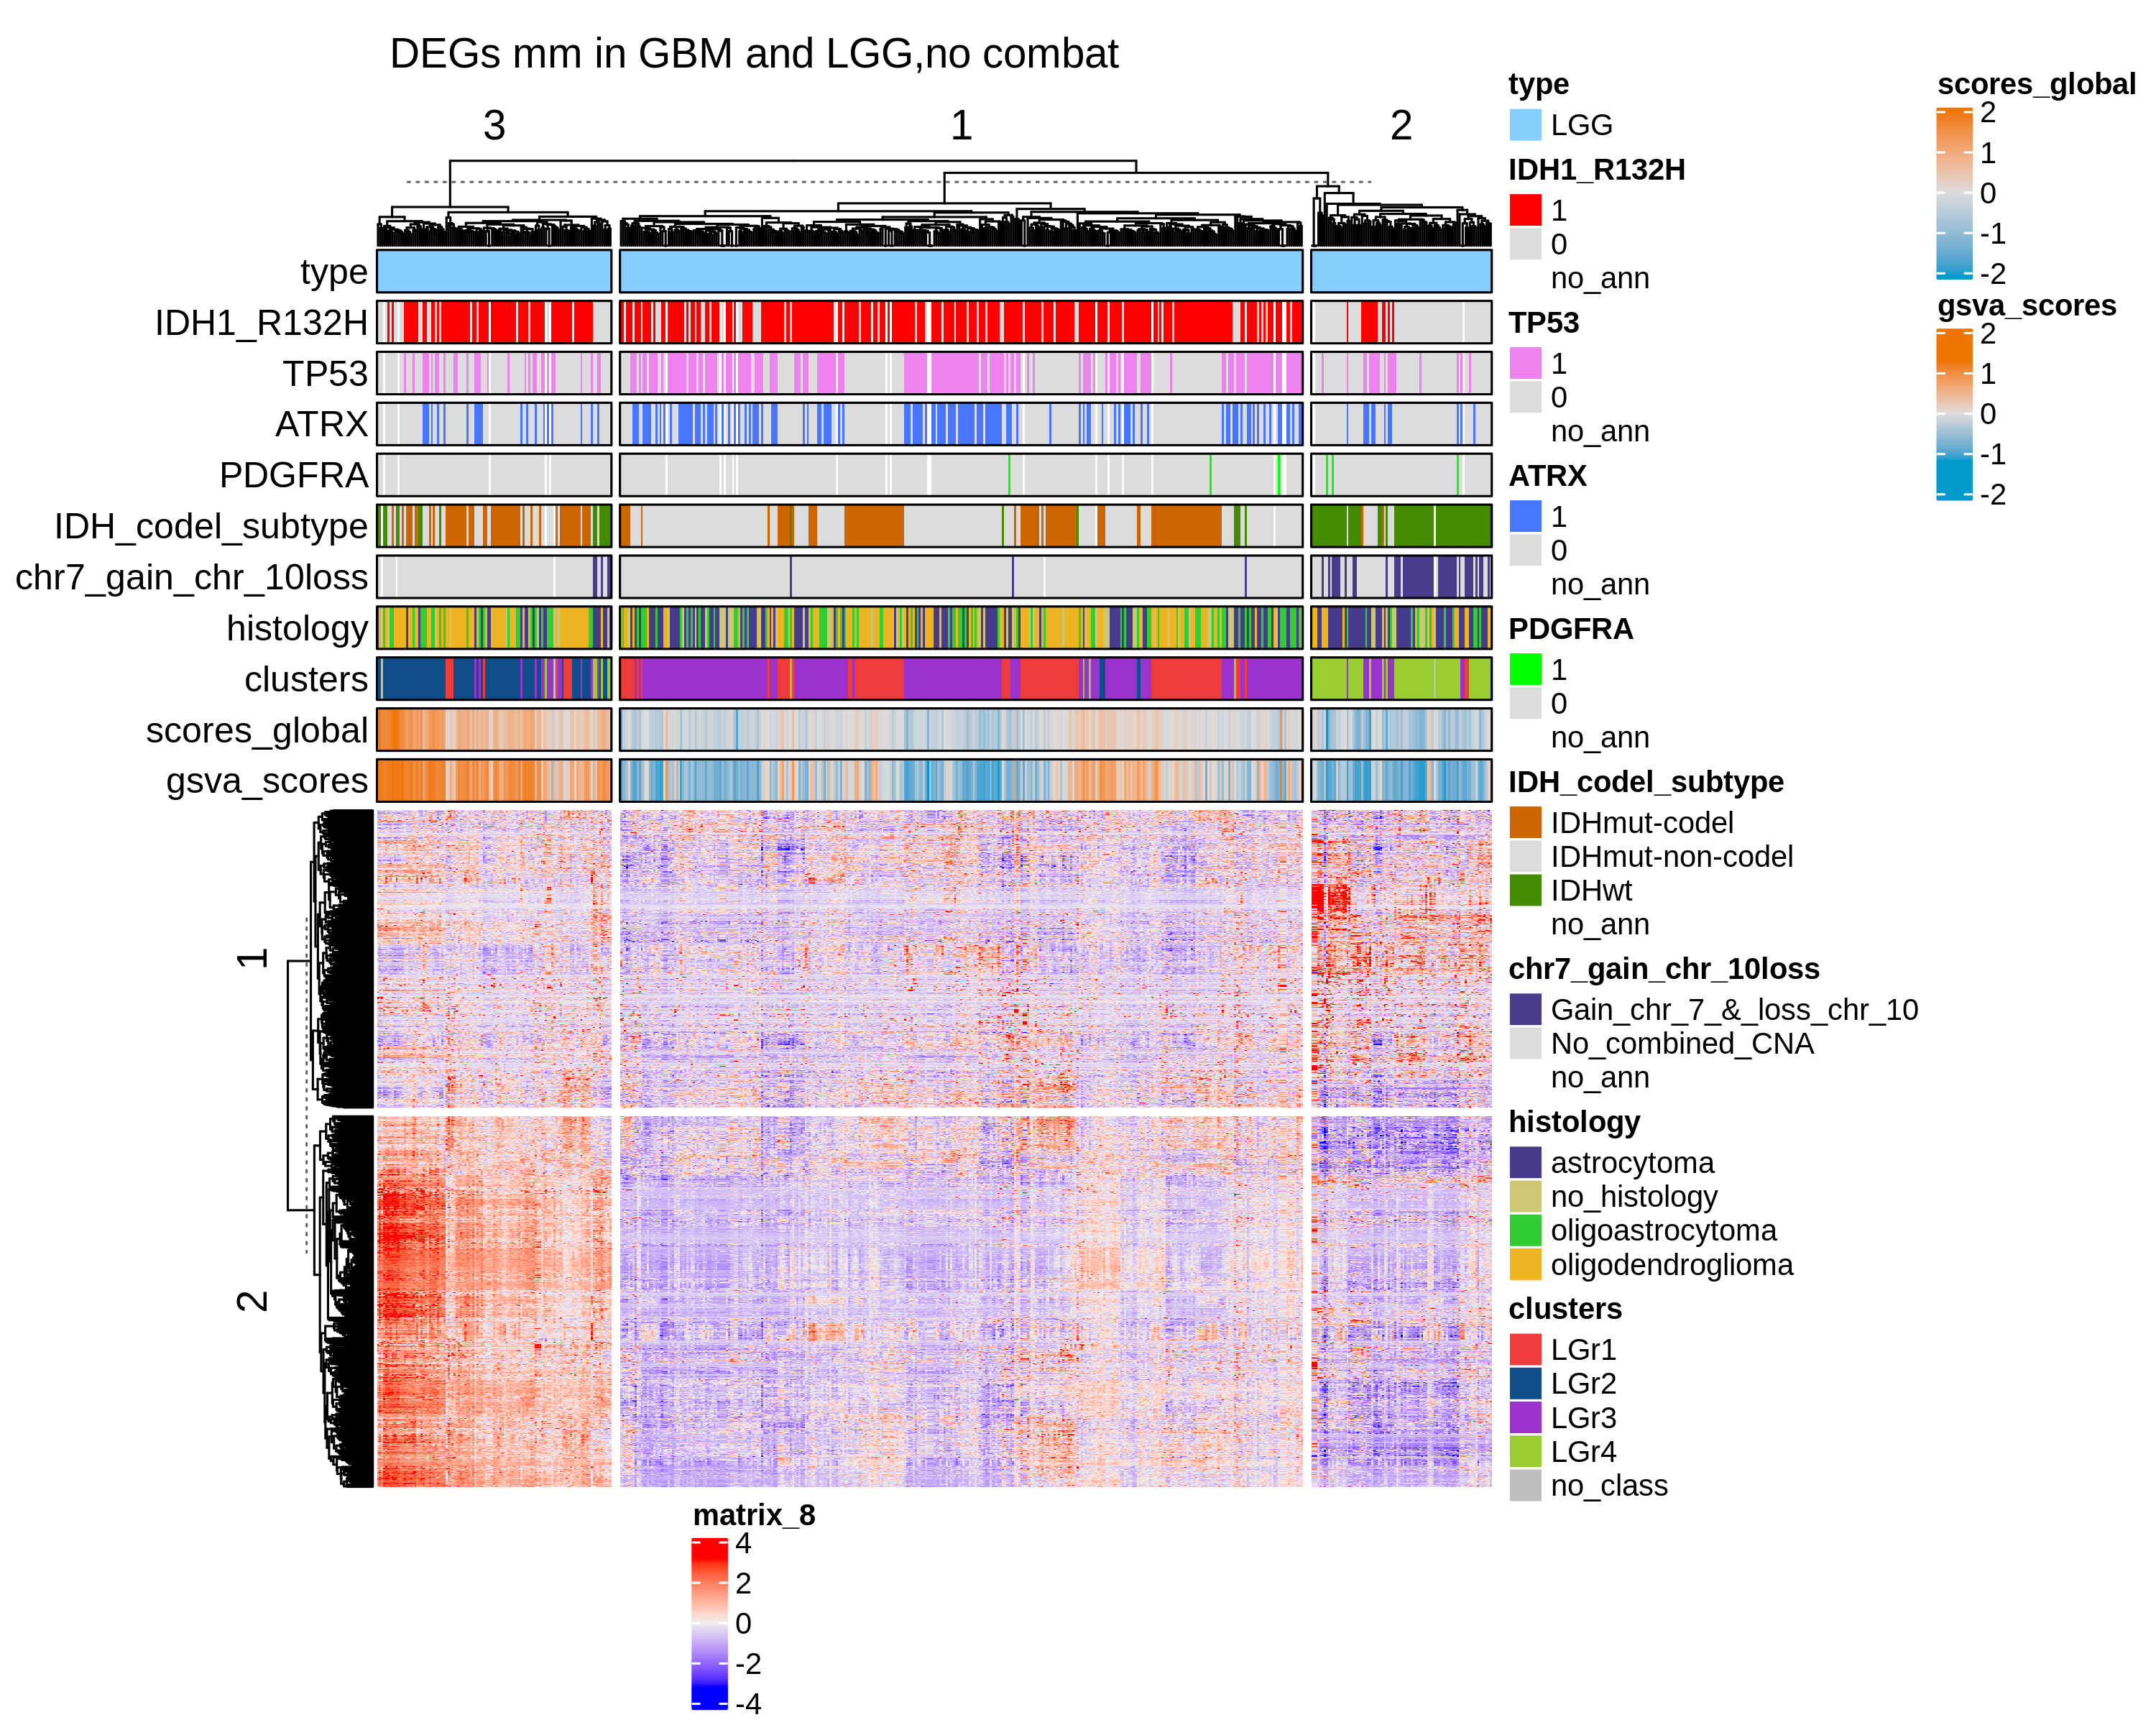 DEGs mm in GBM and LGG,no combat
3
1
2
type
IDH1_R132H
TP53
ATRX
PDGFRA
IDH_codel_subtype
chr7_gain_chr_10loss
histology
clusters
scores_global
gsva_scores
1
2
matrix_8
4
2
0
-2
-4
type
LGG
IDH1_R132H
1
0
no_ann
TP53
1
0
no_ann
ATRX
1
0
no_ann
PDGFRA
1
0
no_ann
IDH_codel_subtype
IDHmut-codel
IDHmut-non-codel
IDHwt
no_ann
chr7_gain_chr_10loss
Gain_chr_7_&_loss_chr_10
No_combined_CNA
no_ann
histology
astrocytoma
no_histology
oligoastrocytoma
oligodendroglioma
clusters
LGr1
LGr2
LGr3
LGr4
no_class
scores_global
2
1
0
-1
-2
gsva_scores
2
1
0
-1
-2